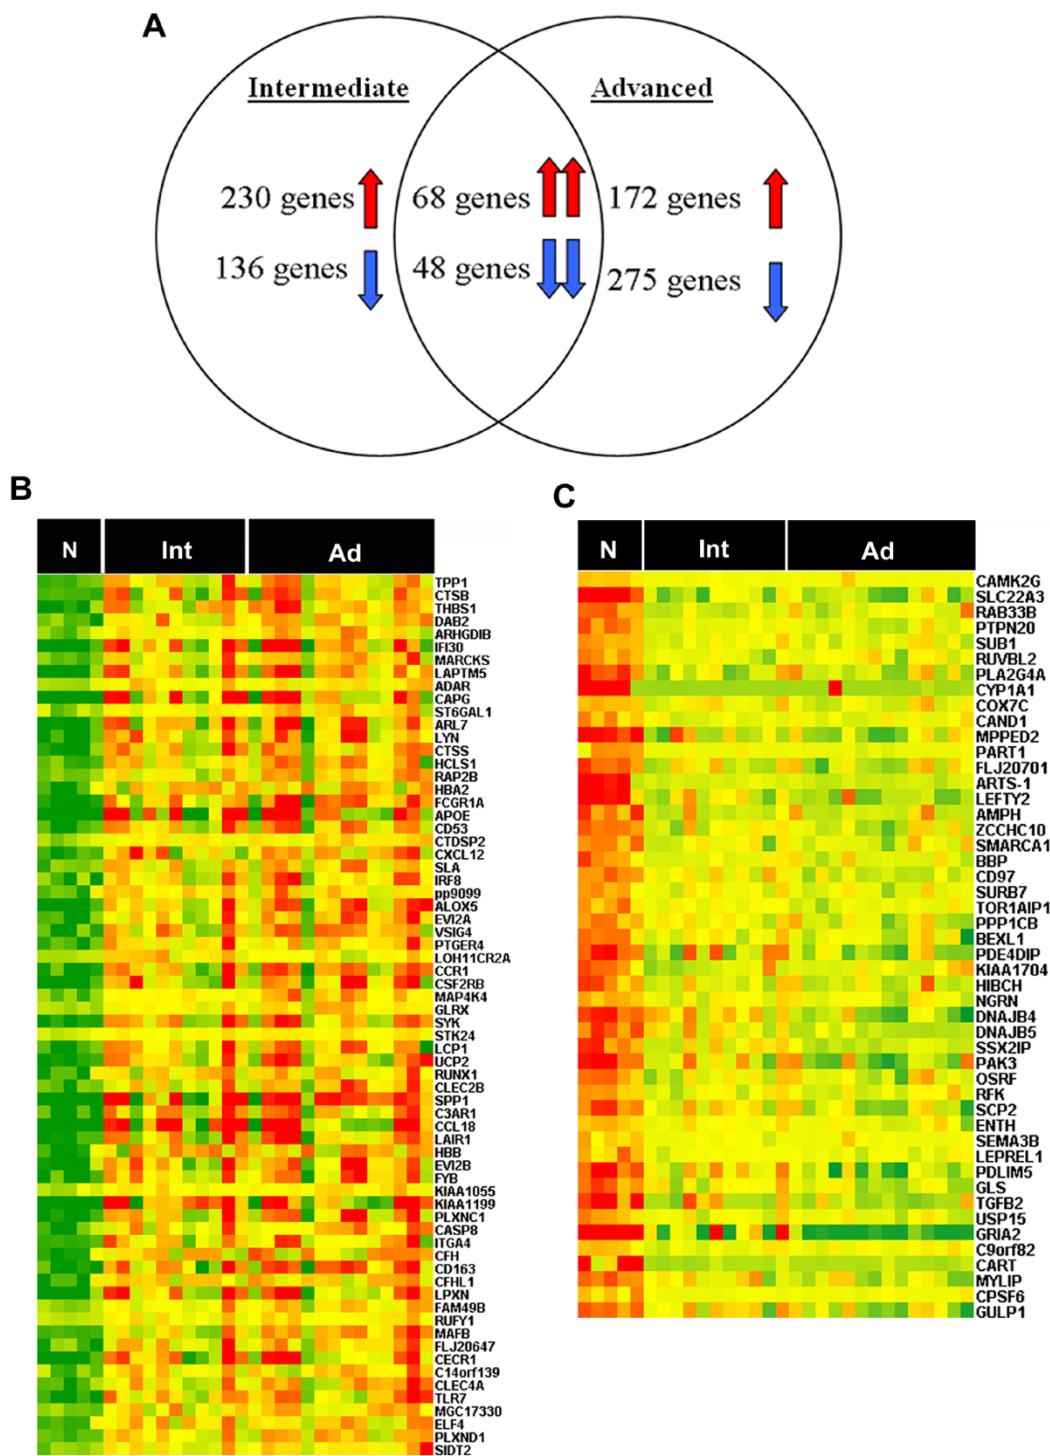 A
Intermediate Advanced
230 genes 68 genes 172 genes
136 genes 48 genes 275 genes
B
N Int Ad
TPP1
CTSB
THBS1
DAB2
ARHGDIB
IFI30
MARCKS
LAPTM5
ADAR
CAPG
ST6GAL1
ARL7
LYN
CTSS
HCLS1
RAP2B
HBA2
FCGR1A
APOE
CD53
CTDSP2
CXCL12
SLA
IRF8
pp9099
ALOX5
EVI2A
VSIG4
PTGER4
LOH11CR2A
CCR1
CSF2RB
MAP4K4
GLRX
SYK
STK24
LCP1
UCP2
RUNX1
CLEC2B
SPP1
C3AR1
CCL18
LAIR1
HBB
EVI2B
FYB
KIAA1055
KIAA1199
PLXNC1
CASP8
ITGA4
CFH
CD163
CFHL1
LPXN
FAM49B
RUFY1
MAFB
FLJ20647
CECR1
C14orf139
CLEC4A
TLR7
MGC17330
ELF4
PLXND1
SIDT2
C
N Int Ad
CAMK2G
SLC22A3
RAB33B
PTPN20
SUB1
RUVBL2
PLA2G4A
CYP1A1
COX7C
CAND1
MPPED2
PART1
FLJ20701
ARTS-1
LEFTY2
AMPH
ZCCHC10
SMARCA1
BBP
CD97
SURB7
TOR1AIP1
PPP1CB
BEXL1
PDE4DIP
KIAA1704
HIBCH
NGRN
DNAJB4
DNAJB5
SSX2IP
PAK3
OSRF
RFK
SCP2
ENTH
SEMA3B
LEPREL1
PDLIM5
GLS
TGFB2
USP15
GRIA2
C9orf82
CART
MYLIP
CPSF6
GULP1